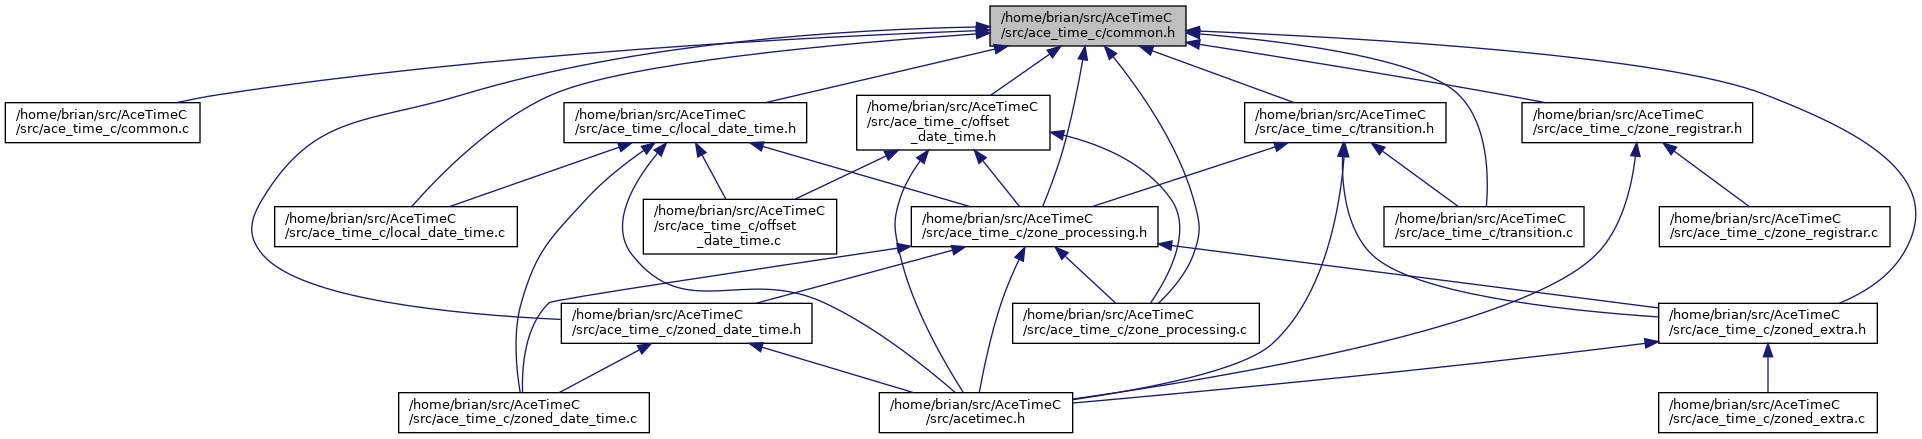 /home/brian/src/AceTimeC
/src/ace_time_c/common.h
/home/brian/src/AceTimeC
/src/ace_time_c/common.c
/home/brian/src/AceTimeC
/src/ace_time_c/local_date_time.h
/home/brian/src/AceTimeC
/src/ace_time_c/offset
_date_time.h
/home/brian/src/AceTimeC
/src/ace_time_c/transition.h
/home/brian/src/AceTimeC
/src/ace_time_c/zone_registrar.h
/home/brian/src/AceTimeC
/src/ace_time_c/local_date_time.c
/home/brian/src/AceTimeC
/src/ace_time_c/offset
_date_time.c
/home/brian/src/AceTimeC
/src/ace_time_c/zone_processing.h
/home/brian/src/AceTimeC
/src/ace_time_c/transition.c
/home/brian/src/AceTimeC
/src/ace_time_c/zone_registrar.c
/home/brian/src/AceTimeC
/src/ace_time_c/zoned_date_time.h
/home/brian/src/AceTimeC
/src/ace_time_c/zone_processing.c
/home/brian/src/AceTimeC
/src/ace_time_c/zoned_extra.h
/home/brian/src/AceTimeC
/src/ace_time_c/zoned_date_time.c
/home/brian/src/AceTimeC
/src/acetimec.h
/home/brian/src/AceTimeC
/src/ace_time_c/zoned_extra.c